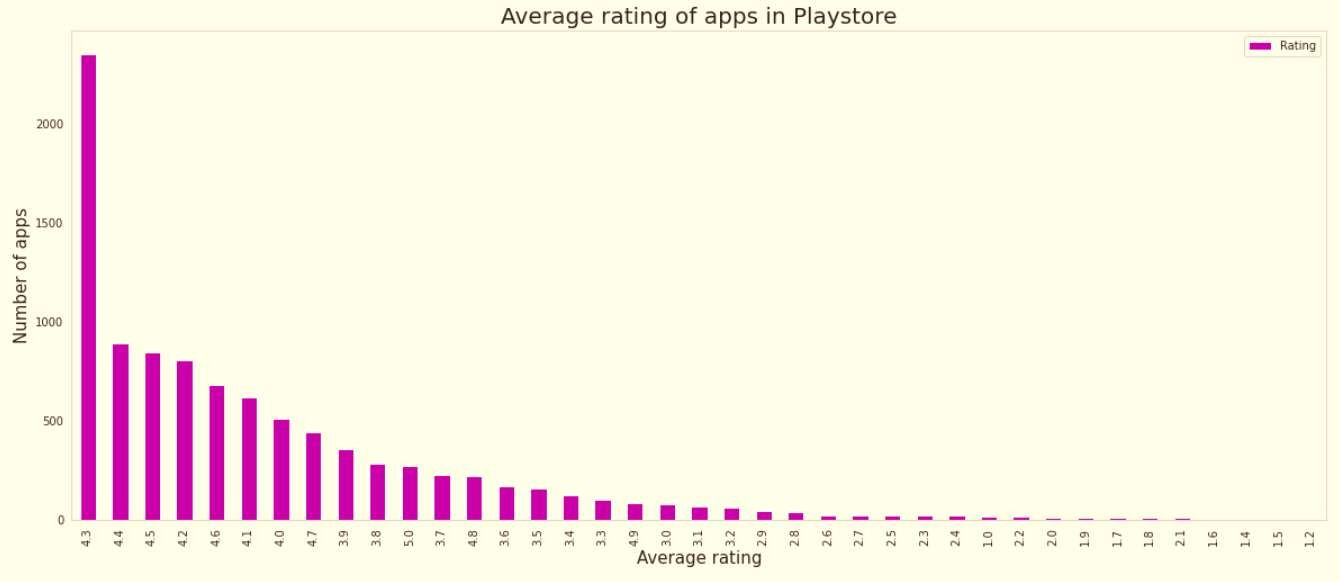 Average rating of apps in Playstore
Rating
Number of apps
2000
1500
1000
500
0
4.3 4.4 4.5 4.2 4.6 4.1 4.0 4.7 3.9 3.8 5.0 3.7 4.8 3.6 3.5 3.4 3.3 4.9 3.0 3.1 3.2 2.9 2.8 2.6 2.7 2.5 2.3 2.4 1.0 2.2 2.0 1.9 1.7 1.8 2.1 1.6 1.4 1.5 1.2
Average rating